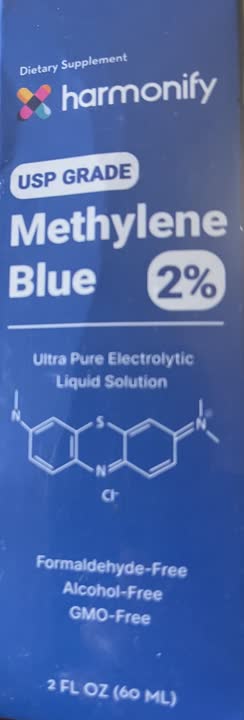 Dietary Supplement
harmonify
USP GRADE
Methylene
Blue 2%
Ultra Pure Electrolytic
Liquid Solution
N S N⊕
N
Cl⁻
Formaldehyde-Free
Alcohol-Free
GMO-Free
2 FL OZ (60 ML)